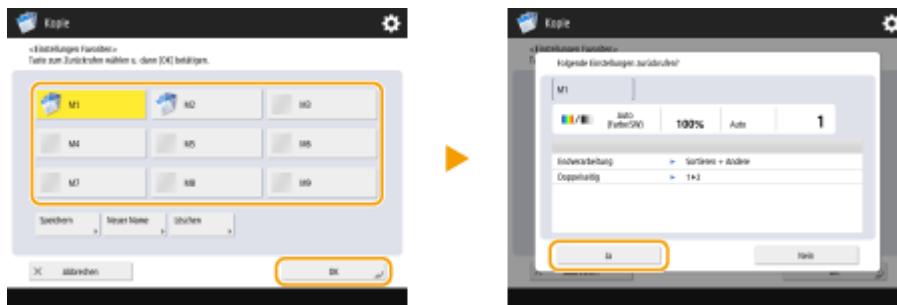 Kopie
<Einstellungen Favoriten>
Taste zum Zurückrufen wählen u. dann [OK] betätigen.
M1
M2
M3
M4
M5
M6
M7
M8
M9
Speichern
Neuer Name
Löschen
Abbrechen
OK
Kopie
<Einstellungen Favoriten>
Folgende Einstellungen zurückrufen?
M1
Auto
(Farbe/SW)
100%
Auto
1
Endverarbeitung
Sortieren + Andere
Doppelseitig
1+2
Ja
Nein